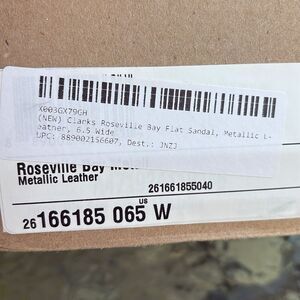 X003GX79GH
(NEW) Clarks Roseville Bay Flat Sandal, Metallic L-
eather, 6.5 Wide
UPC: 889002156607, Dest.: JNZJ
Roseville Bay
Metallic Leather
261661855040
US
26166185 065 W